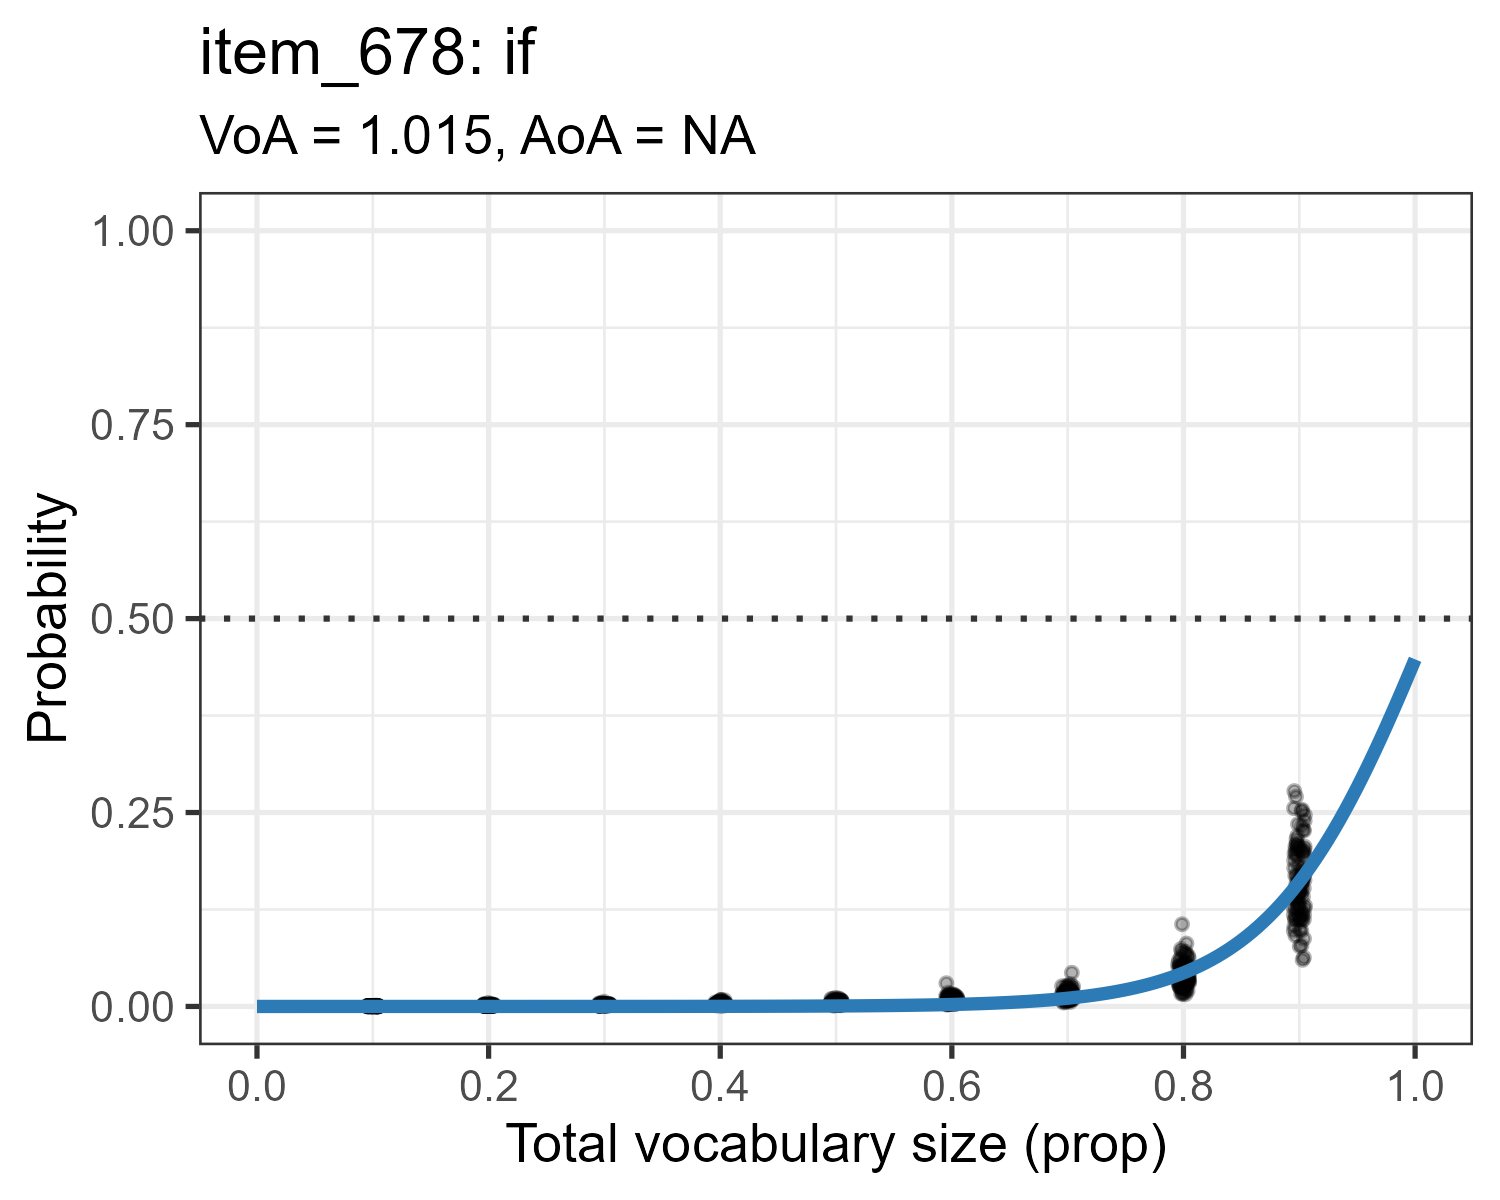 item_678: if
VoA = 1.015, AoA = NA
1.00
0.75
0.50
0.25
0.00
Probability
0.0 0.2 0.4 0.6 0.8 1.0
Total vocabulary size (prop)